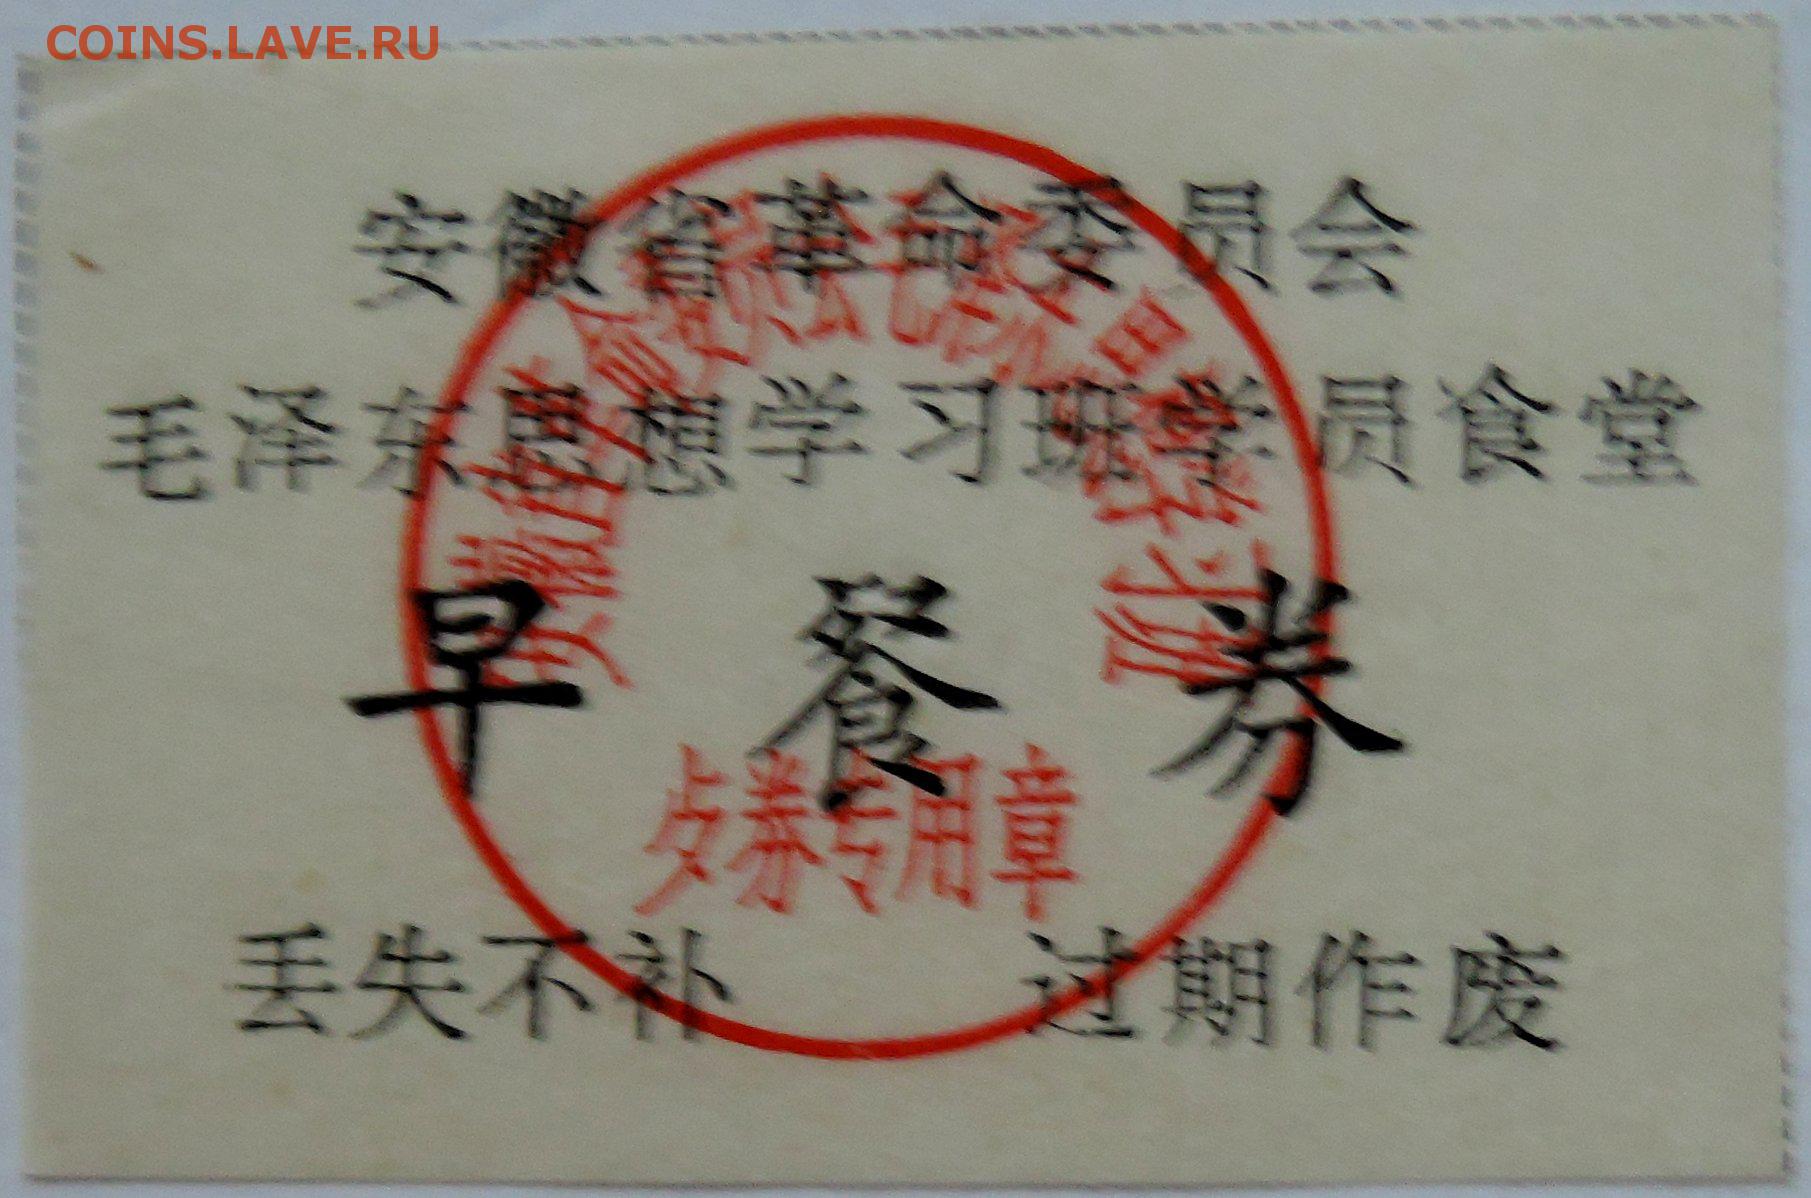 COINS.LAVE.RU
安徽省革命委员会
毛泽东思想学习班学员食堂
早餐券
专用章
丢失不补 过期作废